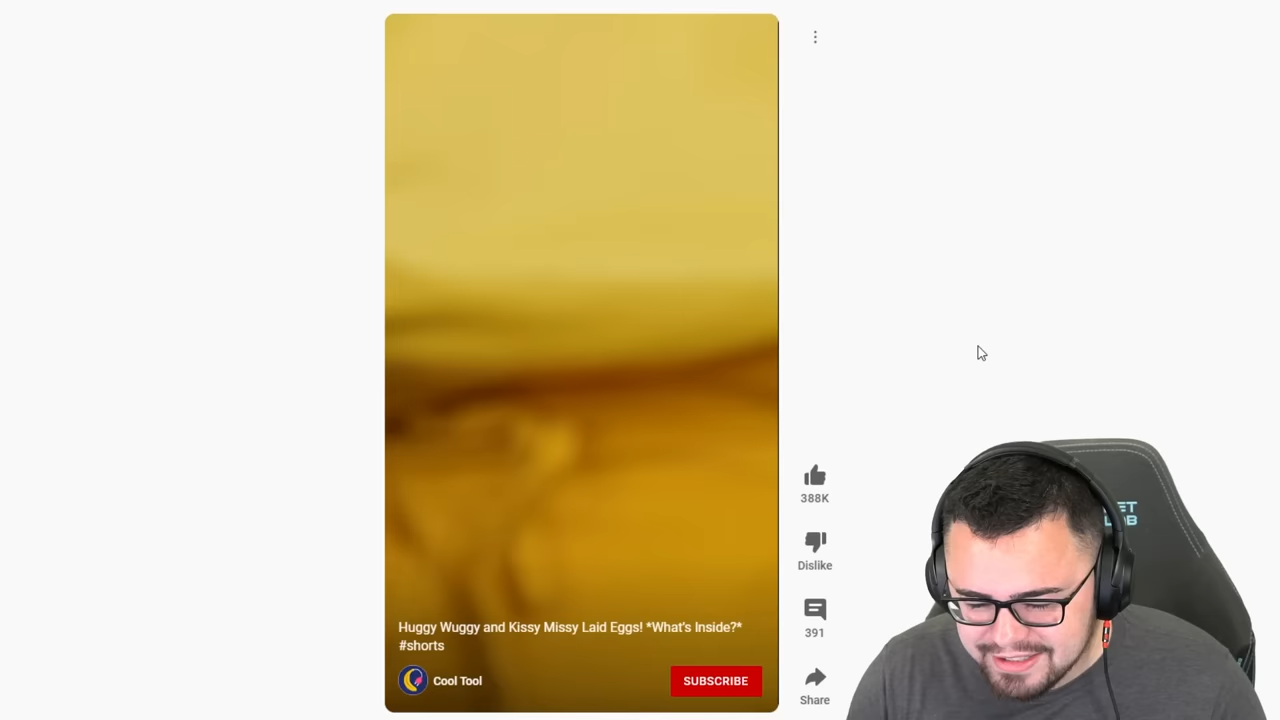 388K
Dislike
391
Huggy Wuggy and Kissy Missy Laid Eggs! *What's Inside?*
#shorts
Cool Tool
SUBSCRIBE
Share